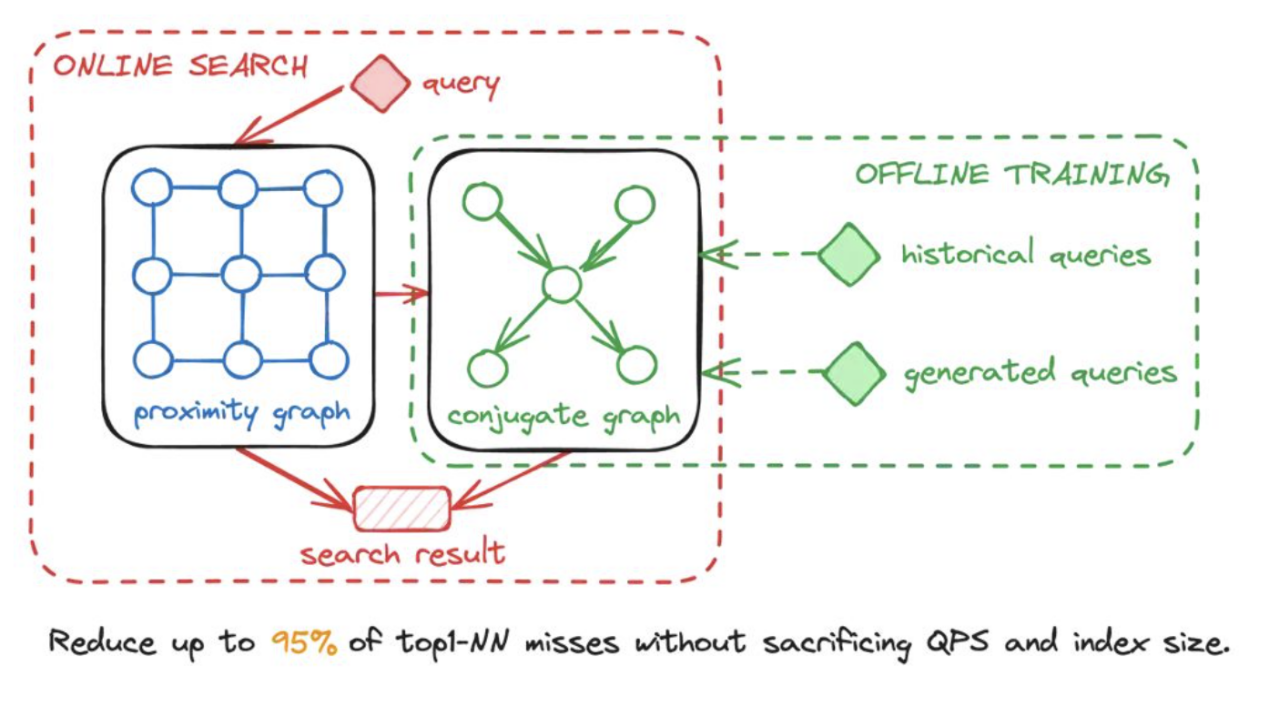 ONLINE SEARCH
query
OFFLINE TRAINING
historical queries
generated queries
proximity graph
conjugate graph
search result
Reduce up to 95% of top1-NN misses without sacrificing QPS and index size.